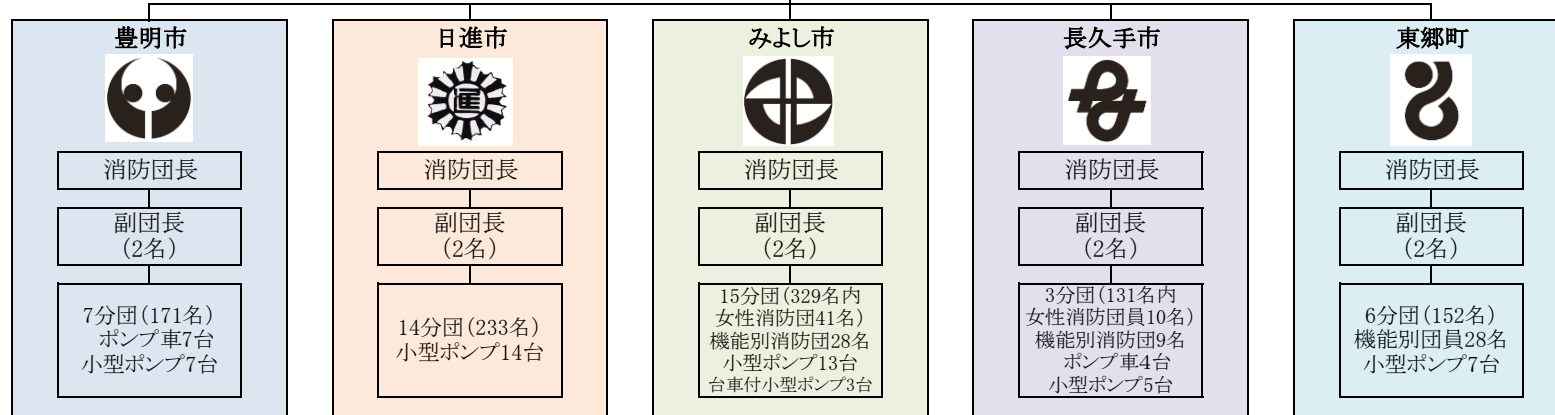 豊明市
消防団長
副団長
(2名)
7分団(171名)
ポンプ車7台
小型ポンプ7台
日進市
消防団長
副団長
(2名)
14分団(233名)
小型ポンプ14台
みよし市
消防団長
副団長
(2名)
15分団(329名内
女性消防団41名)
機能別消防団28名
小型ポンプ13台
台車付小型ポンプ3台
長久手市
消防団長
副団長
(2名)
3分団(131名内
女性消防団員10名)
機能別消防団9名
ポンプ車4台
小型ポンプ5台
東郷町
消防団長
副団長
(2名)
6分団(152名)
機能別団員28名
小型ポンプ7台